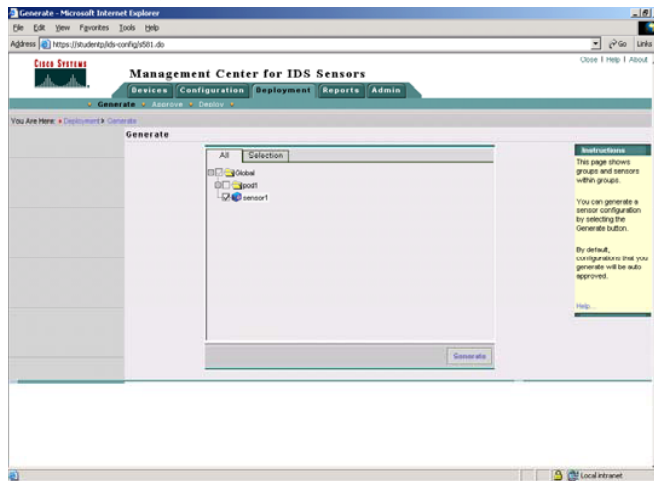 Generate - Microsoft Internet Explorer
File Edit View Favorites Tools Help
Address https://studentp/ids-config/s581.do Go Links
Close | Help | About
CISCO SYSTEMS
Management Center for IDS Sensors
Devices Configuration Deployment Reports Admin
Generate Approve Deploy
You Are Here: Deployment > Generate
Generate
All Selection
Global
pod1
sensor1
Generate
Instructions
This page shows
groups and sensors
within groups.
You can generate a
sensor configuration
by selecting the
Generate button.
By default,
configurations that you
generate will be auto
approved.
Help...
Local intranet